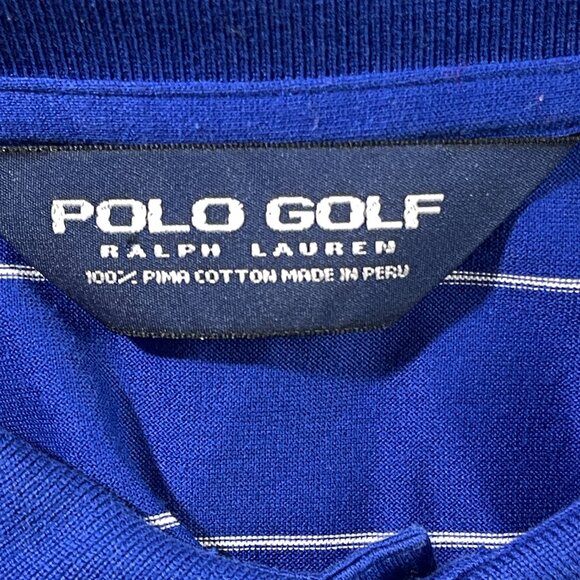 POLO GOLF
RALPH LAUREN
100% PIMA COTTON MADE IN PERU